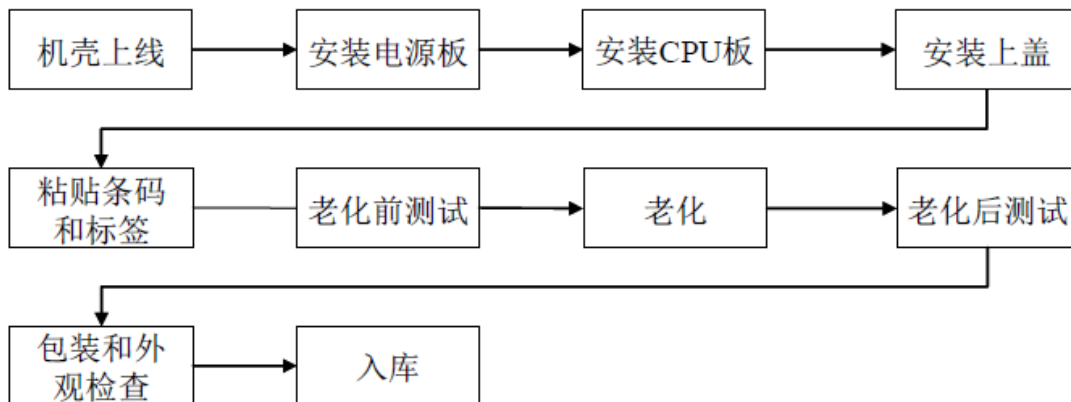 机壳上线
安装电源板
安装CPU板
安装上盖
粘贴条码
和标签
老化前测试
老化
老化后测试
包装和外
观检查
入库